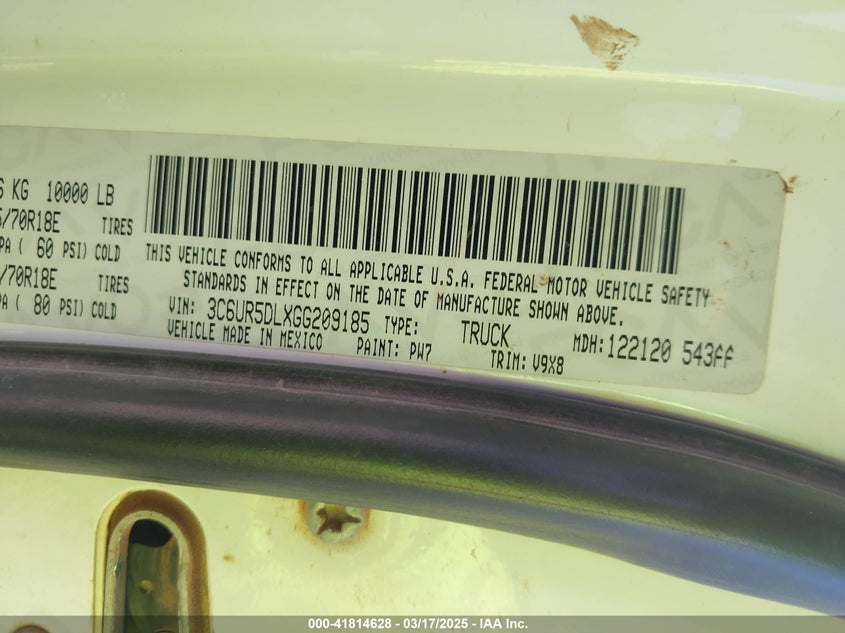 KG 10000 LB
/70R18E TIRES
PA ( 60 PSI) COLD
/70R18E TIRES
PA ( 80 PSI) COLD
THIS VEHICLE CONFORMS TO ALL APPLICABLE U.S.A. FEDERAL MOTOR VEHICLE SAFETY
STANDARDS IN EFFECT ON THE DATE OF MANUFACTURE SHOWN ABOVE.
VIN: 3C6UR5DLXGG209185 TYPE: TRUCK MDH:122120 543FF
VEHICLE MADE IN MEXICO PAINT: PW7 TRIM: V9X8
000-41814628 - 03/17/2025 - IAA Inc.